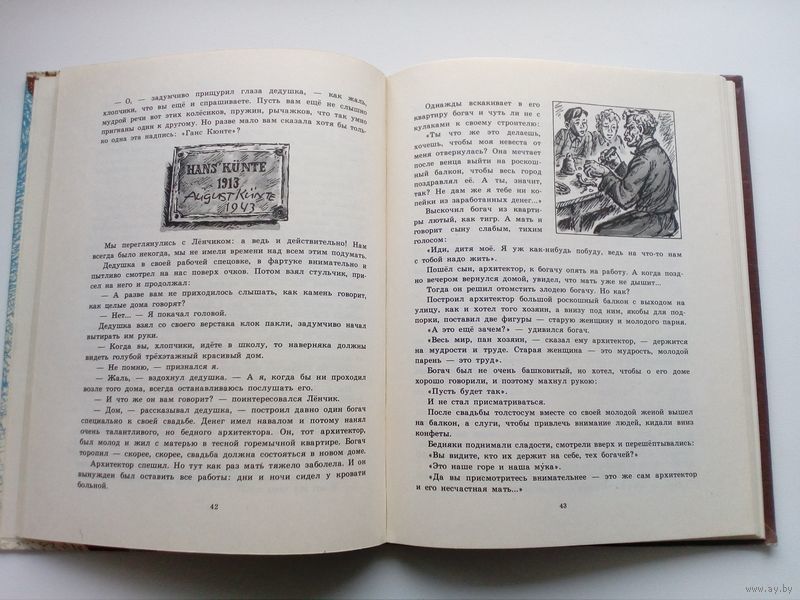 — О, — задумчиво прищурил глаза дедушка, — как жаль,
хлопчики, что вы ещё и спрашиваете. Пусть вам ещё не слышно
мудрой речи вот этих колёсиков, пружин, рычажков, что так умно
пригнаны один к другому. Но разве мало вам сказала хотя бы толь-
ко одна эта надпись: «Ганс Кюнте»?
HANS KÜNTE
1913
AUGUST KÜNTE
1943
Мы переглянулись с Лёнчиком: а ведь и действительно! Нам
всегда было некогда, мы не имели времени над всем этим подумать.
Дедушка в своей рабочей спецовке, в фартуке внимательно и
пытливо смотрел на нас поверх очков. Потом взял стульчик, при-
сел на него и продолжал:
— А разве вам не приходилось слышать, как камень говорит,
как целые дома говорят?
— Нет... — Я покачал головой.
Дедушка взял со своего верстака клок пакли, задумчиво начал
вытирать им руки.
— Когда вы, хлопчики, идёте в школу, то наверняка должны
видеть голубой трёхэтажный красивый дом.
— Не помню, — признался я.
— Жаль, — вздохнул дедушка. — А я, когда бы ни проходил
возле того дома, всегда останавливаюсь послушать его.
— И что же он вам говорит? — поинтересовался Лёнчик.
— Дом, — рассказывал дедушка, — построил давно один богач
специально к своей свадьбе. Денег имел навалом и потому нанял
очень талантливого, но бедного архитектора. Он, тот архитектор,
был молод и жил с матерью в тесной горемычной квартире. Богач
торопил — скорее, скорее, свадьба должна состояться в новом доме.
Архитектор спешил. Но тут как раз мать тяжело заболела. И он
вынужден был оставить все работы: дни и ночи сидел у кровати
больной.
42
Однажды вскакивает в его
квартиру богач и чуть ли не с
кулаками к своему строителю:
«Ты что же это делаешь,
хочешь, чтобы моя невеста от
меня отвернулась? Она мечтает
после венца выйти на роскош-
ный балкон, чтобы весь город
поздравлял её. А ты, значит,
так? Не дам же я тебе ни ко-
пейки из заработанных денег...»
Выскочил богач из кварти-
ры лютый, как тигр. А мать и
говорит сыну слабым, тихим
голосом:
«Иди, дитя моё. Я уж как-нибудь побуду, ведь на что-то нам
с тобой надо жить».
Пошёл сын, архитектор, к богачу опять на работу. А когда позд-
но вечером вернулся домой, увидел, что мать уже не дышит...
Тогда он решил отомстить злодею богачу. Но как?
Построил архитектор большой роскошный балкон с выходом на
улицу, как и хотел того хозяин, а внизу под ним, якобы для под-
порки, поставил две фигуры — старую женщину и молодого парня.
«А это ещё зачем?» — удивился богач.
«Весь мир, пан хозяин, — сказал ему архитектор, — держится
на мудрости и труде. Старая женщина — это мудрость, молодой
парень — это труд».
Богач был не очень башковитый, но хотел, чтобы о его доме
хорошо говорили, и поэтому махнул рукою:
«Пусть будет так».
И не стал присматриваться.
После свадьбы толстосум вместе со своей молодой женой вышел
на балкон, а слуги, чтобы привлечь внимание людей, кидали вниз
конфеты.
Бедняки поднимали сладости, смотрели вверх и перешёптывались:
«Вы видите, кто их держит на себе, тех богачей?»
«Это наше горе и наша му́ка».
«Да вы присмотритесь внимательнее — это же сам архитектор
и его несчастная мать...»
43
www.ay.by